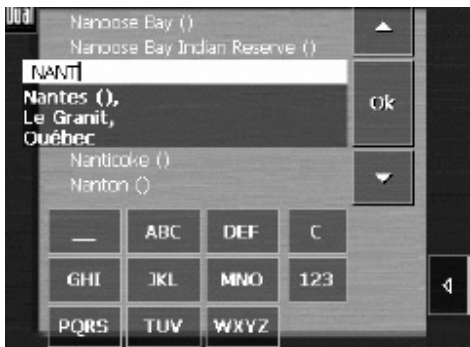 Nanoose Bay ()
Nanoose Bay Indian Reserve ()
NANT
Nantes (),
Le Granit,
Québec
Ok
Nanticoke ()
Nanton ()
_ ABC DEF C
GHI JKL MNO 123
PQRS TUV WXYZ